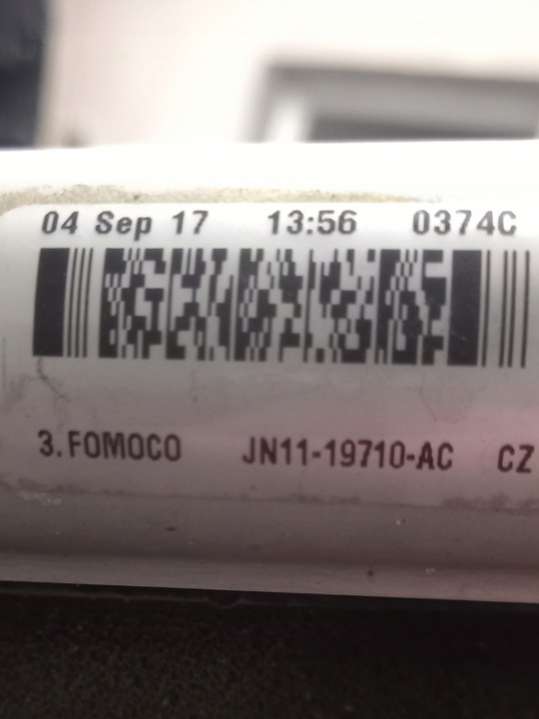 04 Sep 17 13:56 0374C
3. FOMOCO JN11-19710-AC CZ